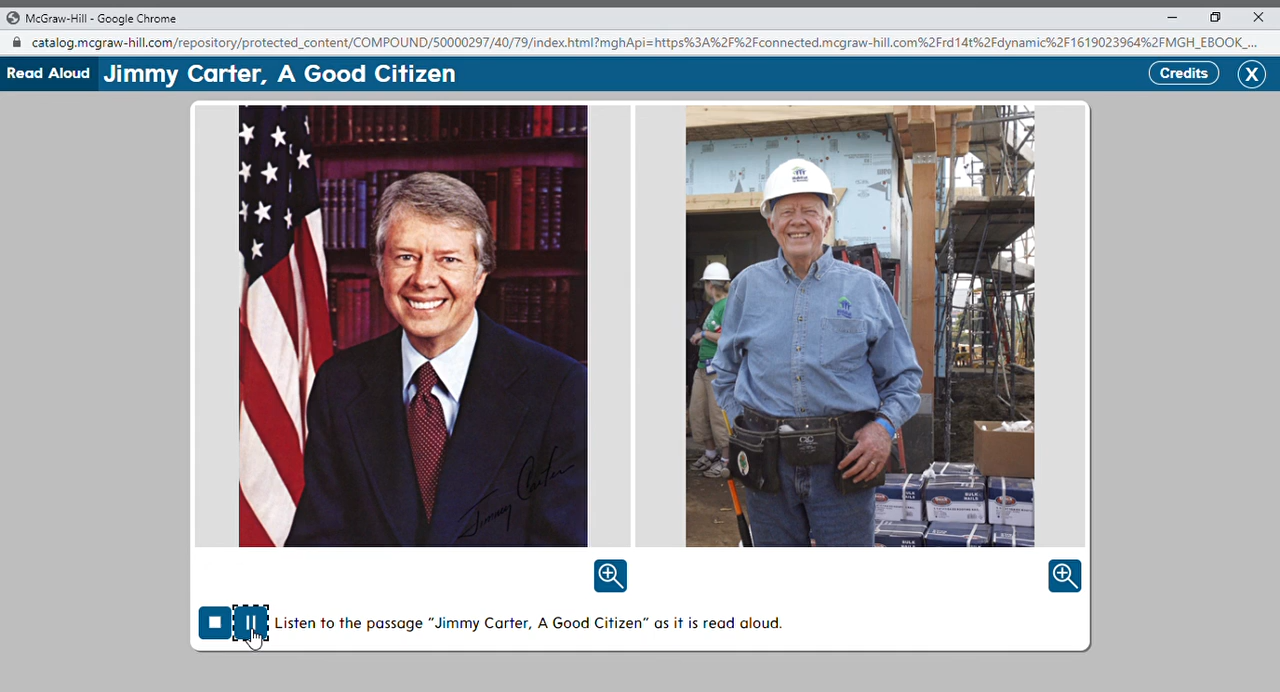 McGraw-Hill - Google Chrome
catalog.mcgraw-hill.com/repository/protected_content/COMPOUND/50000297/40/79/index.html?mghApi=https%3A%2F%2Fconnected.mcgraw-hill.com%2Frd14t%2Fdynamic%2F1619023964%2FMGH_EBOOK_...
Read Aloud Jimmy Carter, A Good Citizen Credits X
Jimmy Carter
Listen to the passage “Jimmy Carter, A Good Citizen” as it is read aloud.